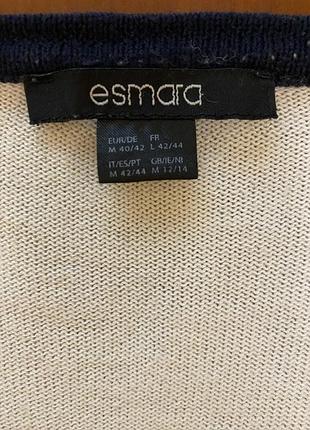 esmara
EUR/DE FR
M 40/42 L 42/44
IT/ES/PT GB/IE/NI
M 42/44 M 12/14